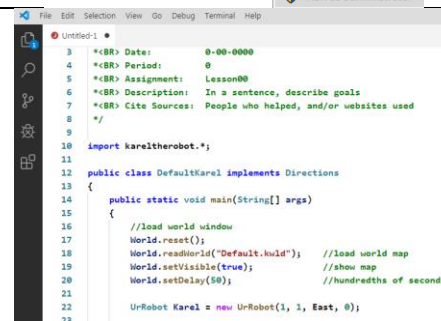 File Edit Selection View Go Debug Terminal Help
Untitled-1
3 *<BR> Date: 0-00-0000
4 *<BR> Period: 0
5 *<BR> Assignment: Lesson00
6 *<BR> Description: In a sentence, describe goals
7 *<BR> Cite Sources: People who helped, and/or websites used
8 */
9
10 import kareltherobot.*;
11
12 public class DefaultKarel implements Directions
13 {
14 public static void main(String[] args)
15 {
16 //load world window
17 World.reset();
18 World.readWorld("Default.kwld"); //load world map
19 World.setVisible(true); //show map
20 World.setDelay(50); //hundredths of second
21
22 UrRobot Karel = new UrRobot(1, 1, East, 0);
23